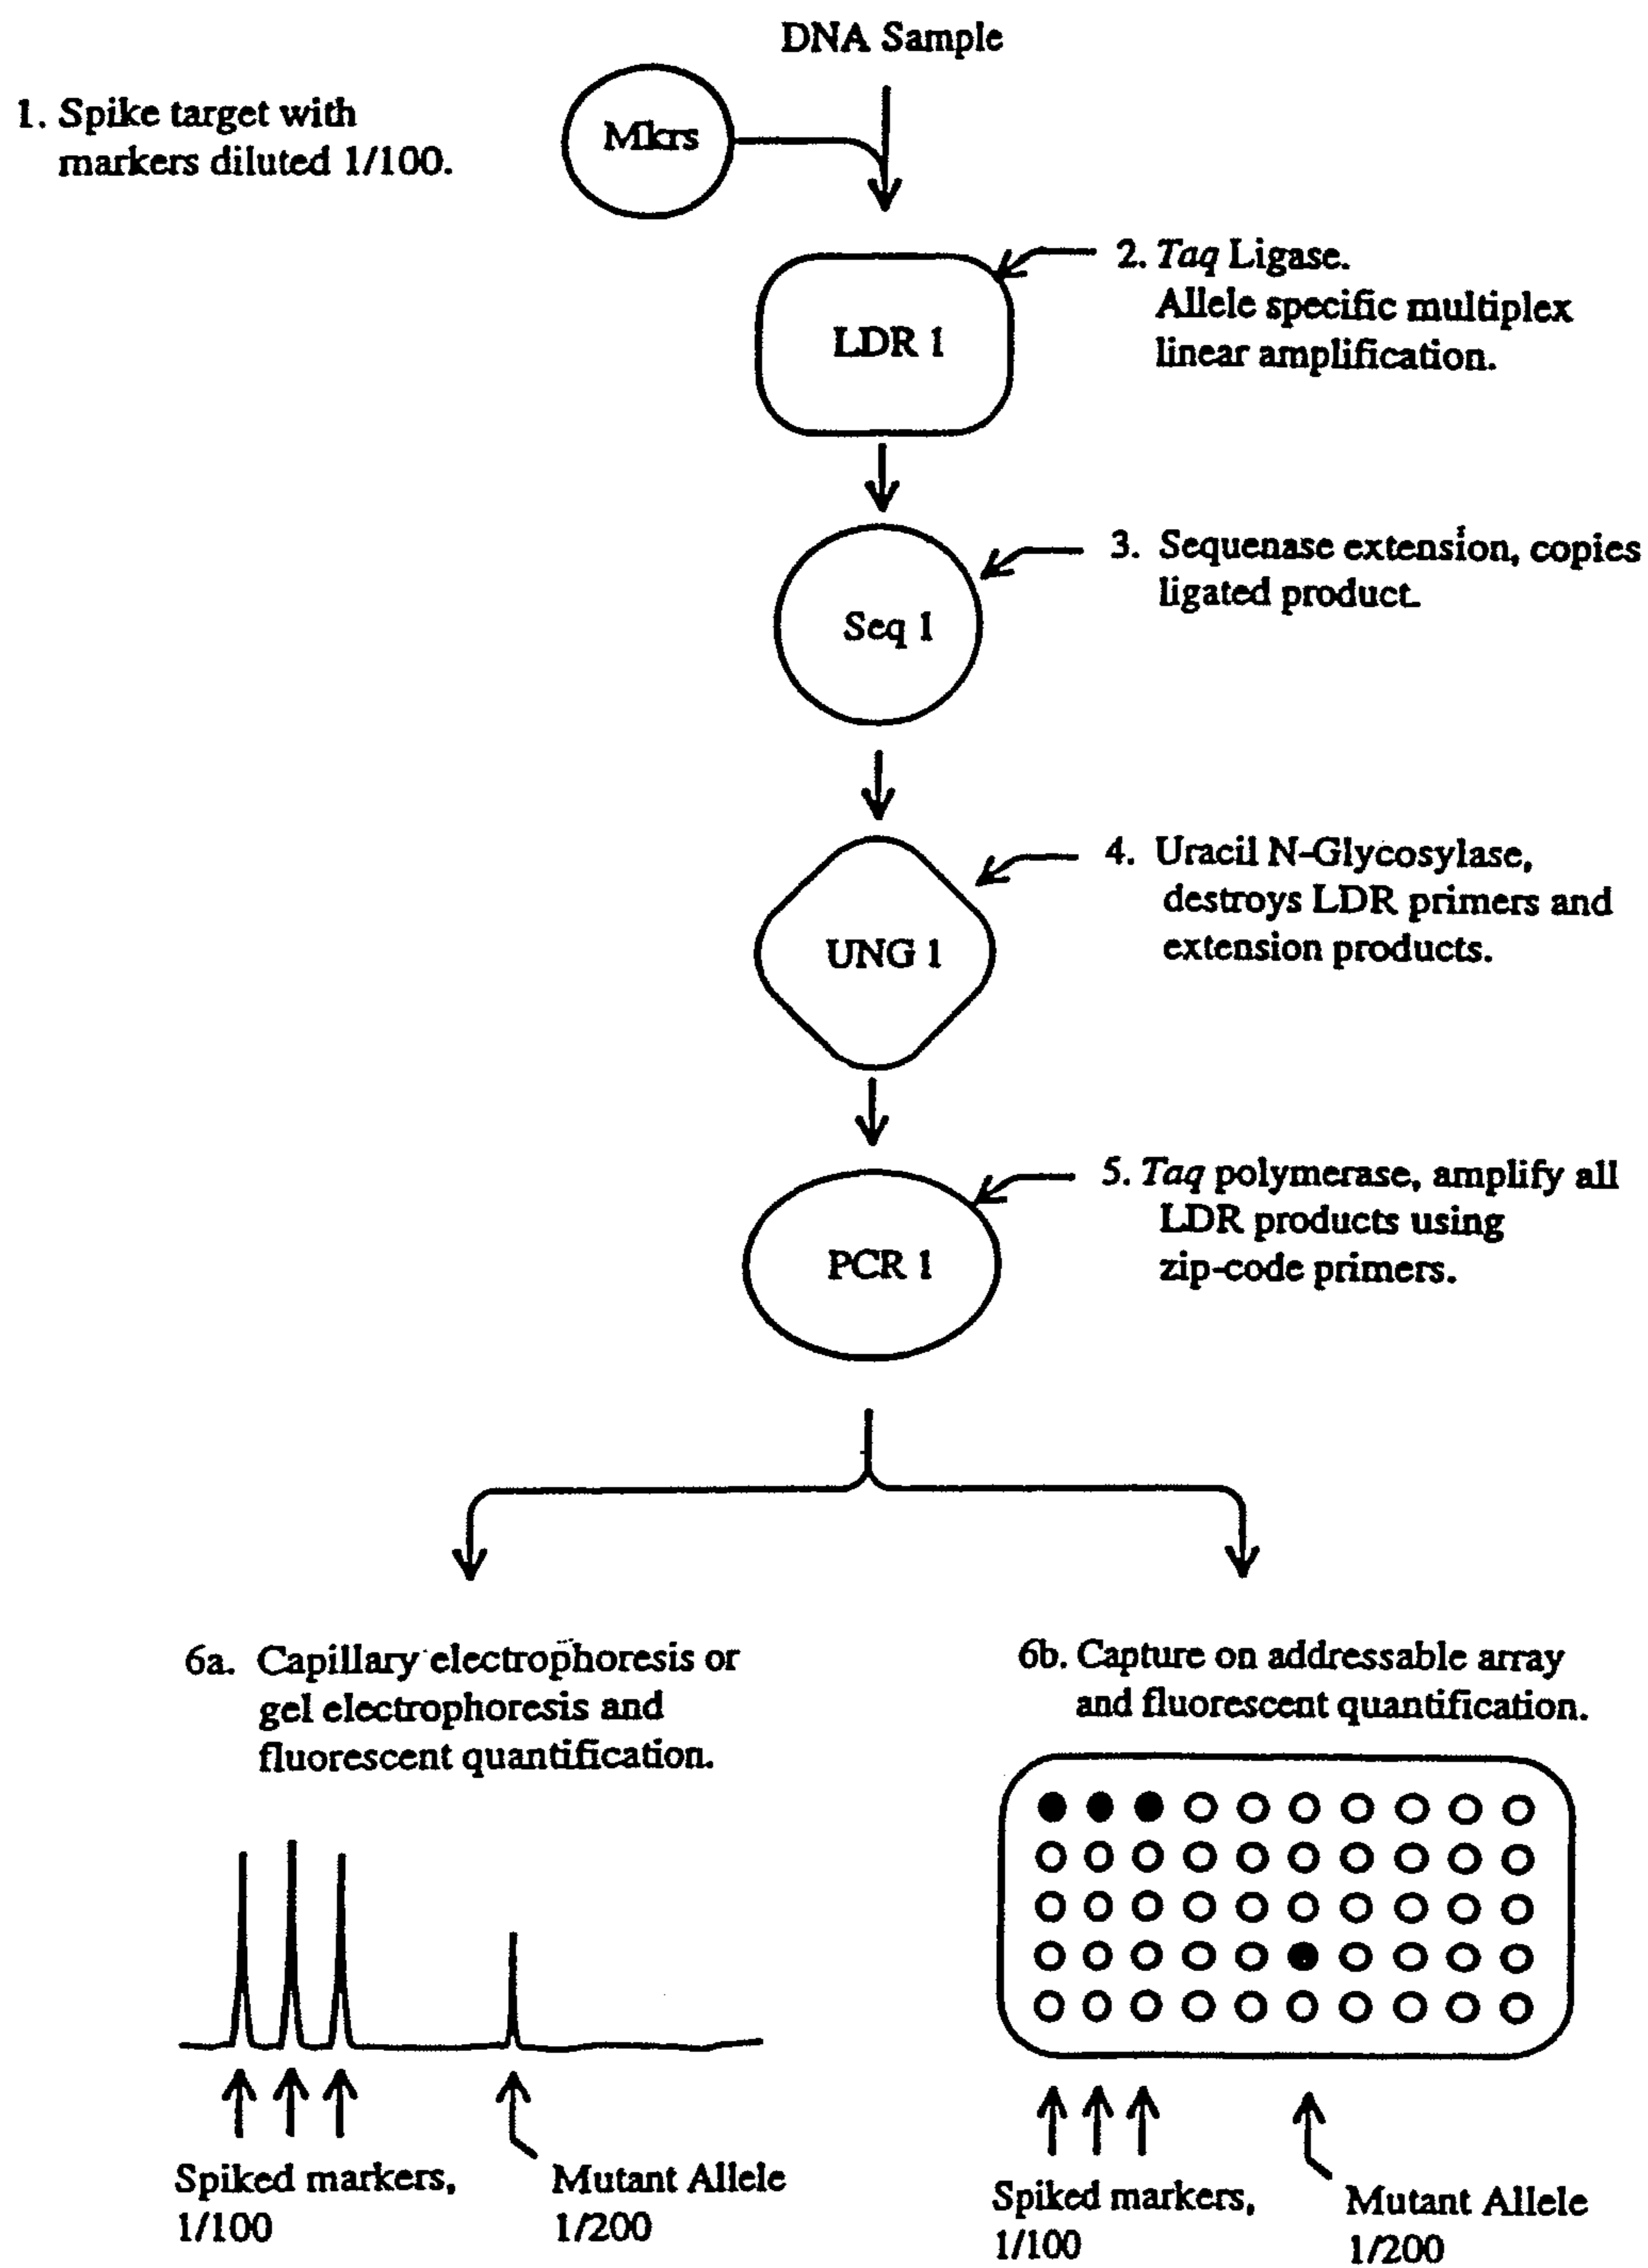 DNA Sample
1. Spike target with
markers diluted 1/100.
Mkrs
2. Taq Ligase.
Allele specific multiplex
linear amplification.
LDR 1
3. Sequenase extension, copies
ligated product.
Seq 1
4. Uracil N-Glycosylase,
destroys LDR primers and
extension products.
UNG 1
5. Taq polymerase, amplify all
LDR products using
zip-code primers.
PCR 1
6a. Capillary electrophoresis or
gel electrophoresis and
fluorescent quantification.
Spiked markers,
1/100
Mutant Allele
1/200
6b. Capture on addressable array
and fluorescent quantification.
Spiked markers,
1/100
Mutant Allele
1/200